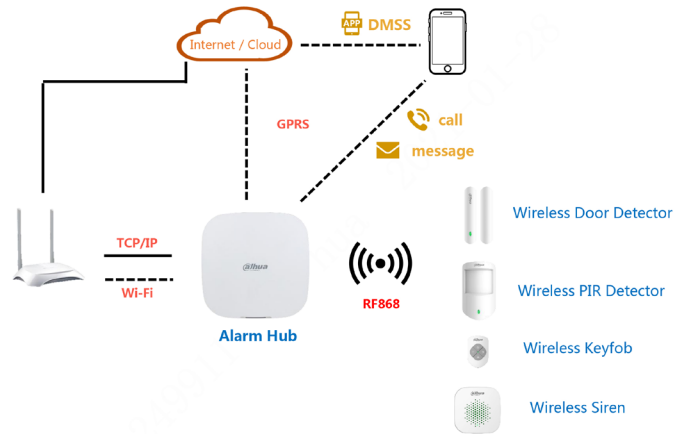 APP DMSS
Internet / Cloud
GPRS
call
message
Wireless Door Detector
TCP/IP
alhua
Wi-Fi
RF868
Wireless PIR Detector
Alarm Hub
Wireless Keyfob
Wireless Siren